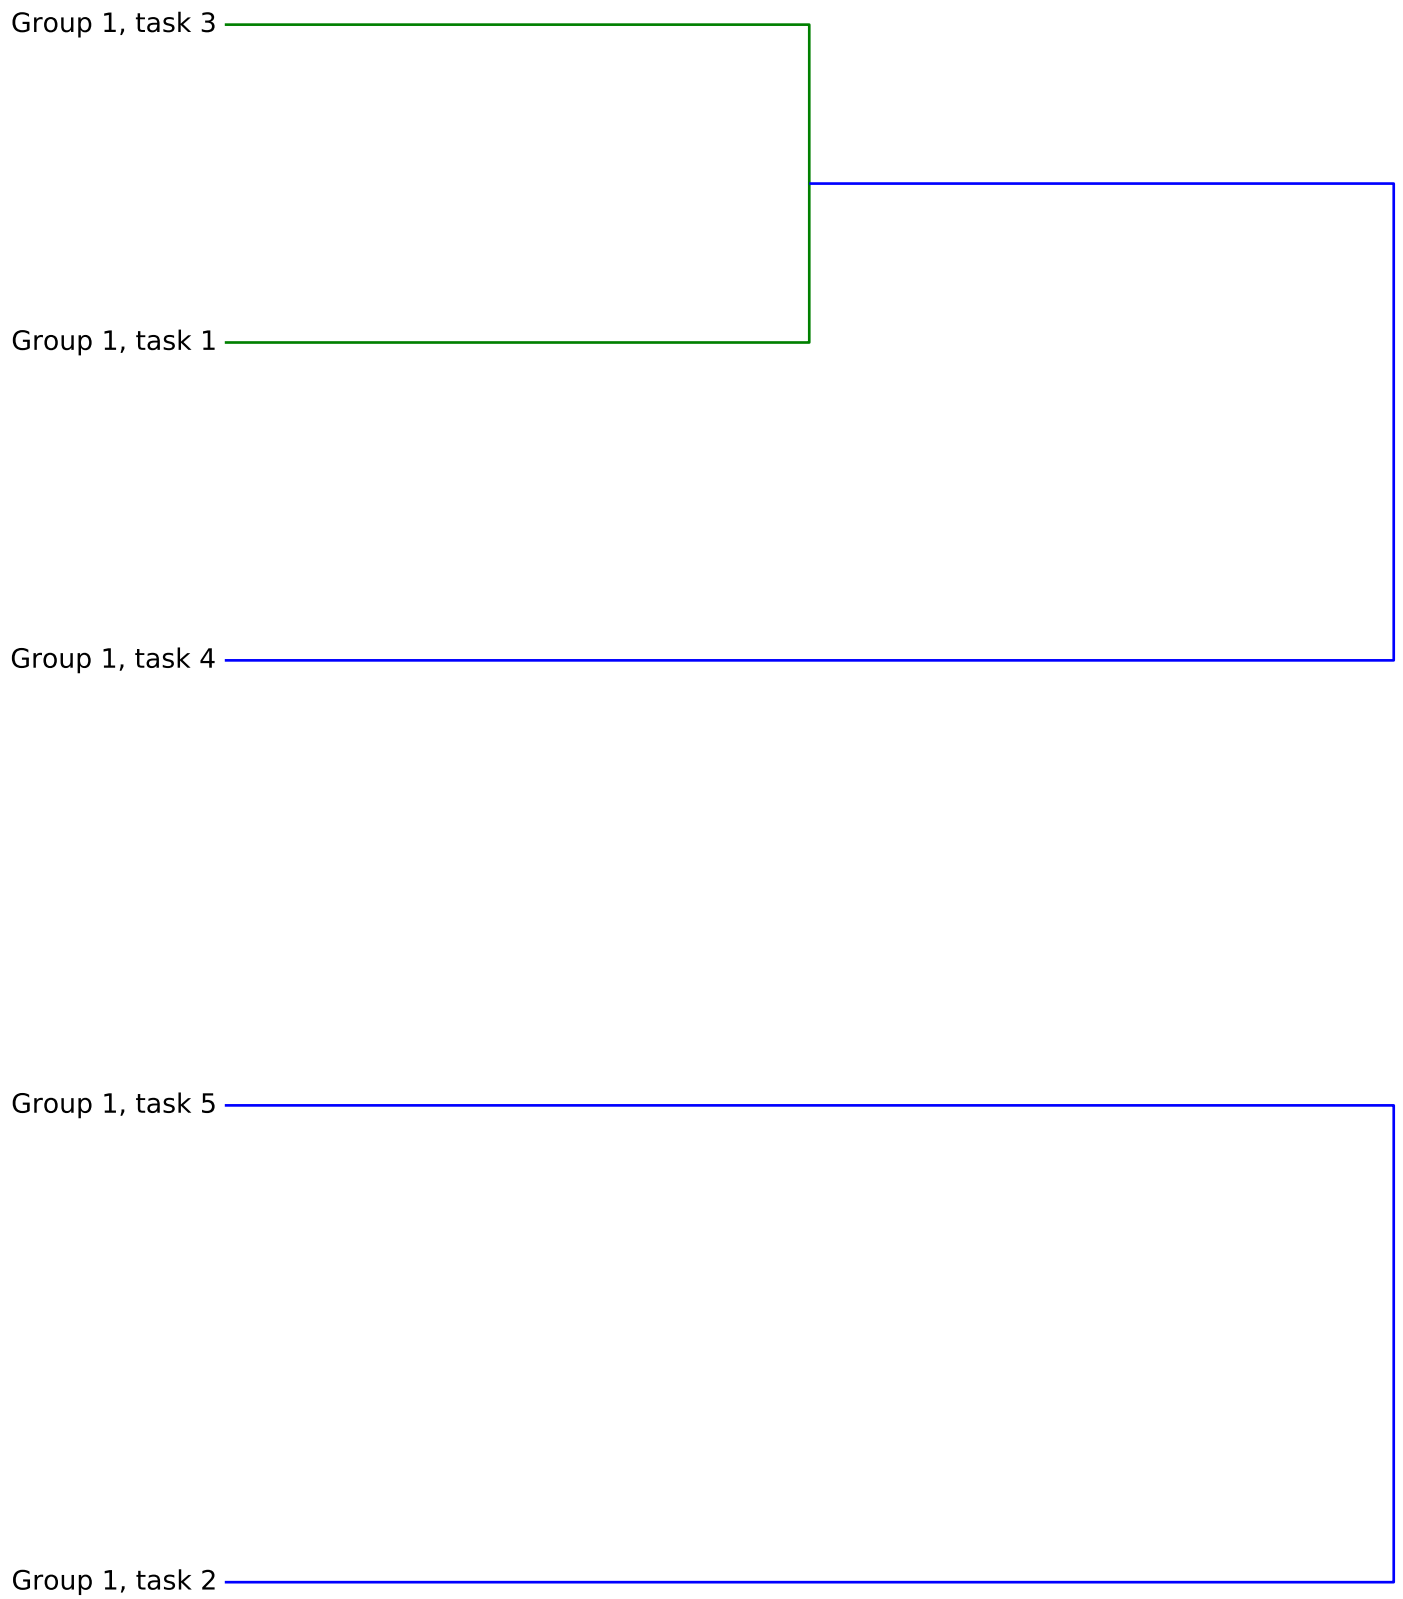 Group 1, task 3
Group 1, task 1
Group 1, task 4
Group 1, task 5
Group 1, task 2